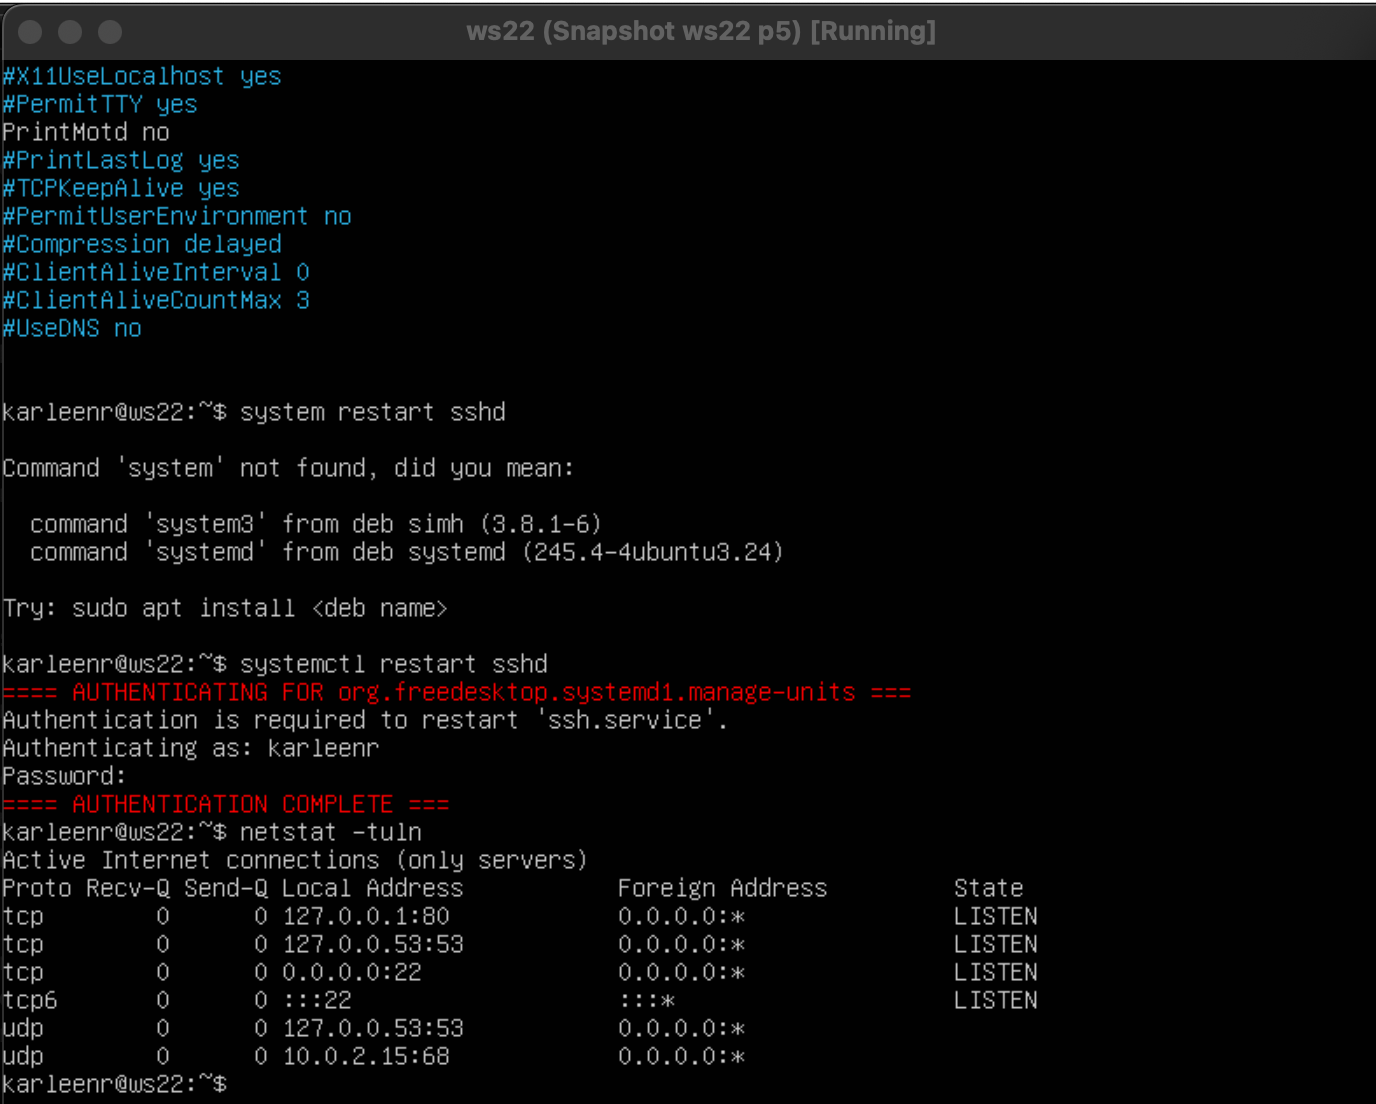 ws22 (Snapshot ws22 p5) [Running]
#X11UseLocalhost yes
#PermitTTY yes
PrintMotd no
#PrintLastLog yes
#TCPKeepAlive yes
#PermitUserEnvironment no
#Compression delayed
#ClientAliveInterval 0
#ClientAliveCountMax 3
#UseDNS no
karleenr@ws22:~$ system restart sshd
Command 'system' not found, did you mean:
  command 'system3' from deb simh (3.8.1-6)
  command 'systemd' from deb systemd (245.4-4ubuntu3.24)
Try: sudo apt install <deb name>
karleenr@ws22:~$ systemctl restart sshd
==== AUTHENTICATING FOR org.freedesktop.systemd1.manage-units ===
Authentication is required to restart 'ssh.service'.
Authenticating as: karleenr
Password:
==== AUTHENTICATION COMPLETE ===
karleenr@ws22:~$ netstat -tuln
Active Internet connections (only servers)
Proto Recv-Q Send-Q Local Address           Foreign Address         State
tcp        0      0 127.0.0.1:80            0.0.0.0:*               LISTEN
tcp        0      0 127.0.0.53:53           0.0.0.0:*               LISTEN
tcp        0      0 0.0.0.0:22              0.0.0.0:*               LISTEN
tcp6       0      0 :::22                   :::*                    LISTEN
udp        0      0 127.0.0.53:53           0.0.0.0:*
udp        0      0 10.0.2.15:68            0.0.0.0:*
karleenr@ws22:~$